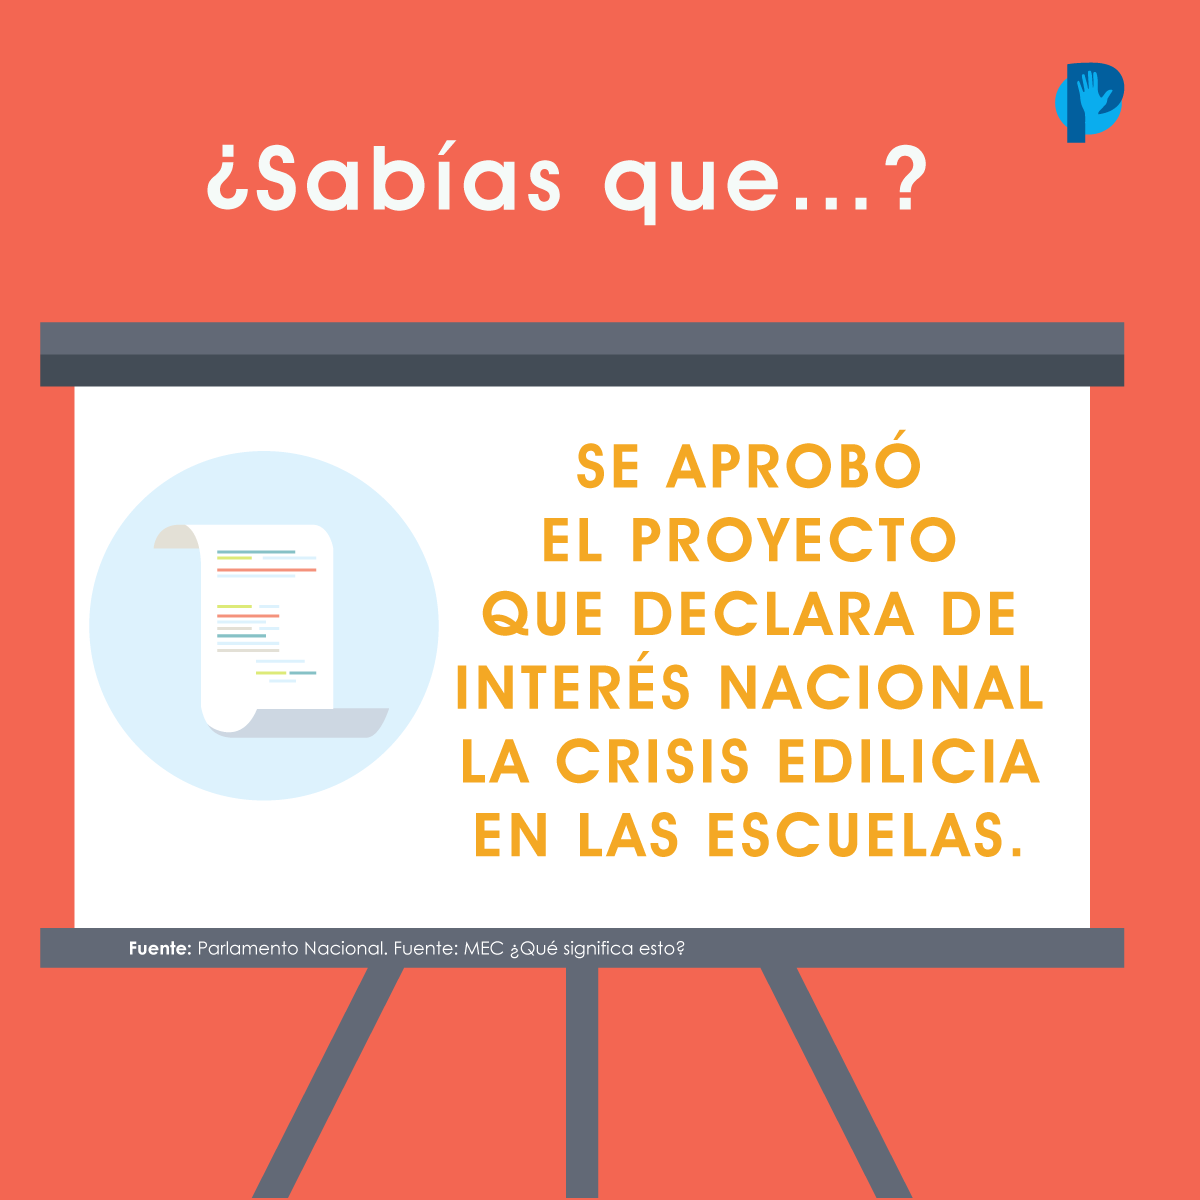 ¿Sabías que...?
SE APROBÓ
EL PROYECTO
QUE DECLARA DE
INTERÉS NACIONAL
LA CRISIS EDILICIA
EN LAS ESCUELAS.
Fuente: Parlamento Nacional. Fuente: MEC ¿Qué significa esto?